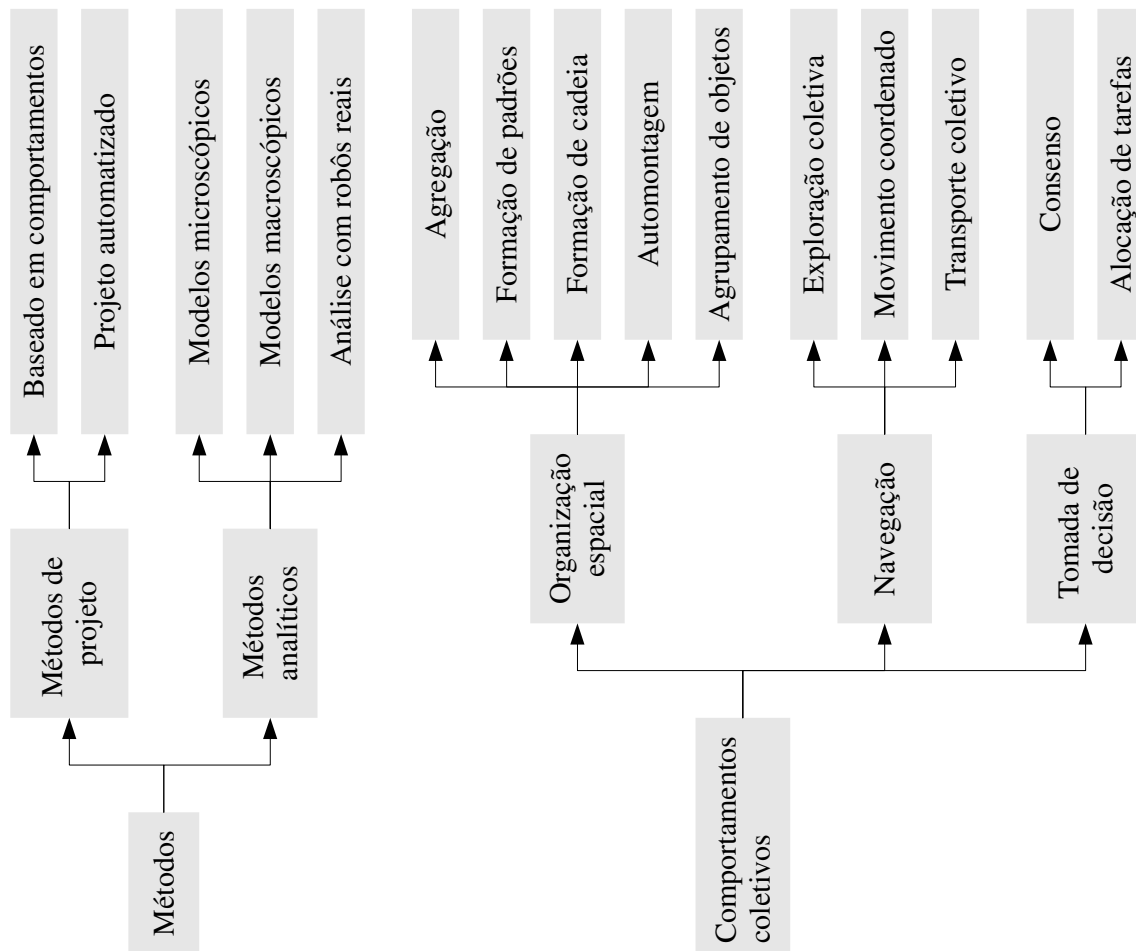 Métodos
Métodos de
projeto
Baseado em comportamentos
Projeto automatizado
Métodos
analíticos
Modelos microscópicos
Modelos macroscópicos
Análise com robôs reais
Comportamentos
coletivos
Organização
espacial
Agregação
Formação de padrões
Formação de cadeia
Automontagem
Agrupamento de objetos
Navegação
Exploração coletiva
Movimento coordenado
Transporte coletivo
Tomada de
decisão
Consenso
Alocação de tarefas